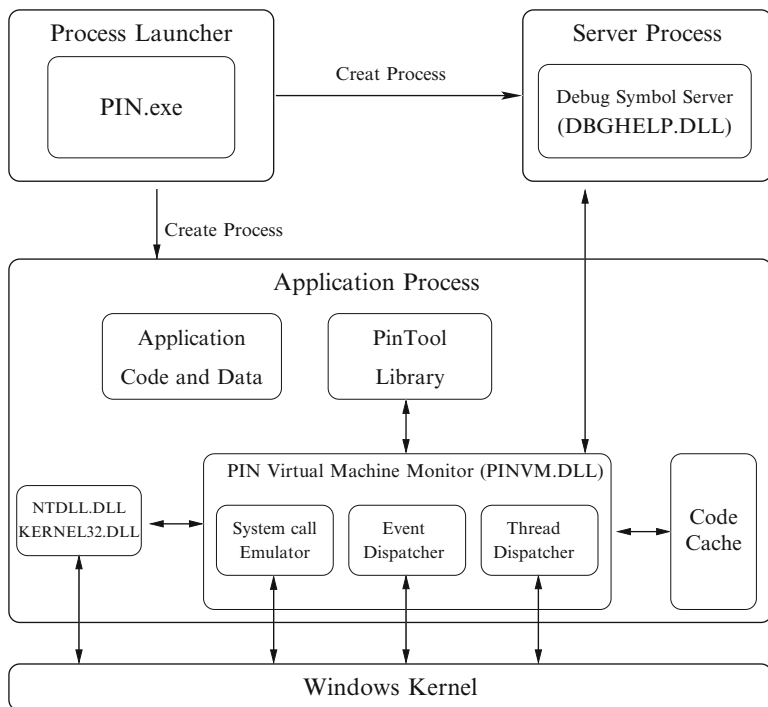 Process Launcher
PIN.exe
Creat Process
Server Process
Debug Symbol Server
(DBGHELP.DLL)
Create Process
Application Process
Application
Code and Data
PinTool
Library
PIN Virtual Machine Monitor (PINVM.DLL)
NTDLL.DLL
KERNEL32.DLL
System call
Emulator
Event
Dispatcher
Thread
Dispatcher
Code
Cache
Windows Kernel